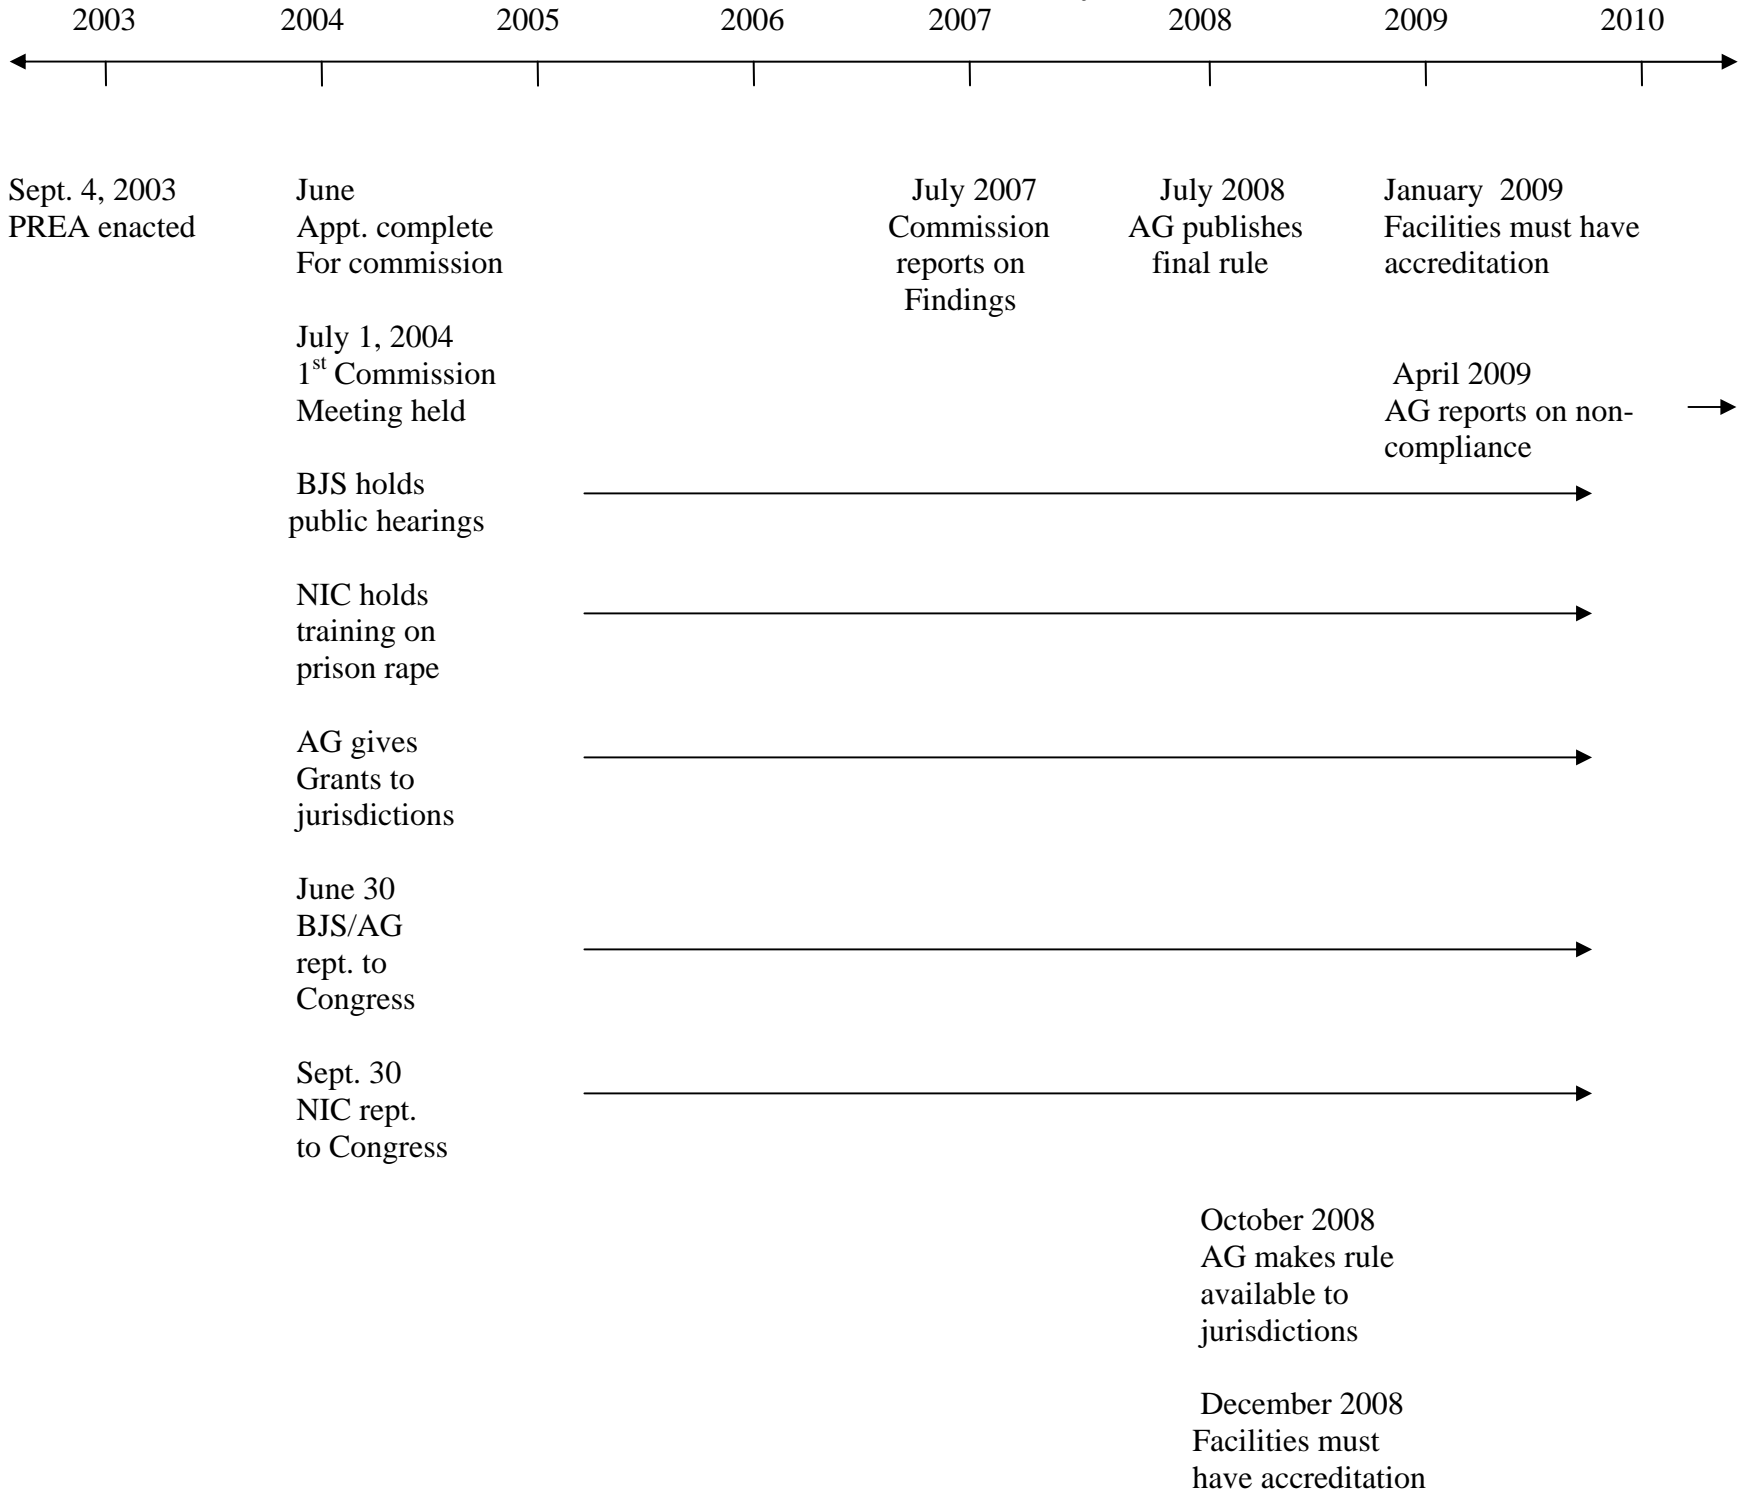 2003 2004 2005 2006 2007 2008 2009 2010
Sept. 4, 2003
PREA enacted
June
Appt. complete
For commission
July 1, 2004
1st Commission
Meeting held
BJS holds
public hearings
NIC holds
training on
prison rape
AG gives
Grants to
jurisdictions
June 30
BJS/AG
rept. to
Congress
Sept. 30
NIC rept.
to Congress
July 2007
Commission
reports on
Findings
July 2008
AG publishes
final rule
October 2008
AG makes rule
available to
jurisdictions
December 2008
Facilities must
have accreditation
January 2009
Facilities must have
accreditation
April 2009
AG reports on non-
compliance